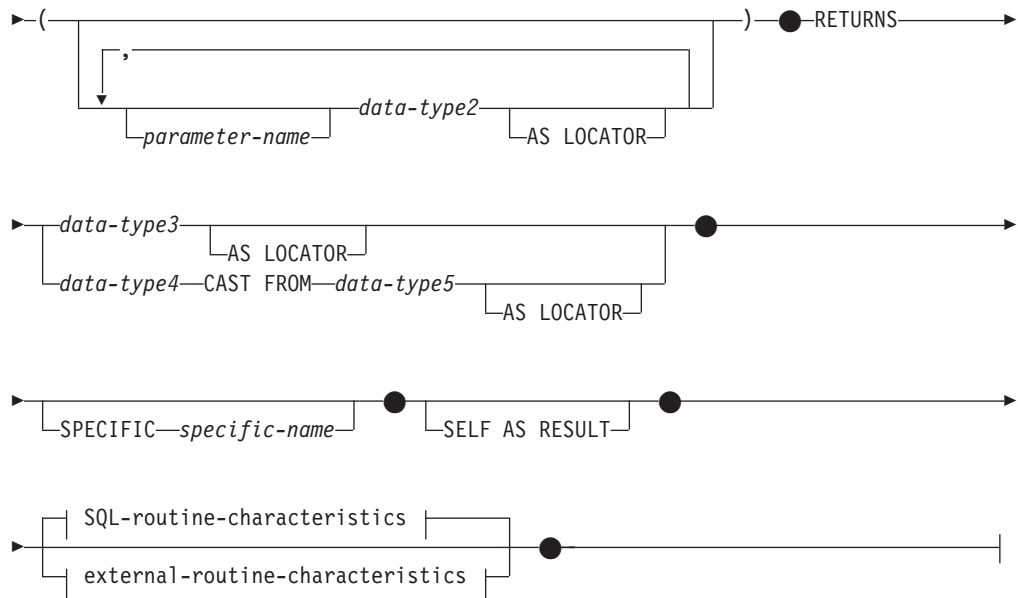 ( ) RETURNS
,
data-type2
parameter-name AS LOCATOR
data-type3
AS LOCATOR
data-type4 CAST FROM data-type5
AS LOCATOR
SPECIFIC specific-name SELF AS RESULT
SQL-routine-characteristics
external-routine-characteristics